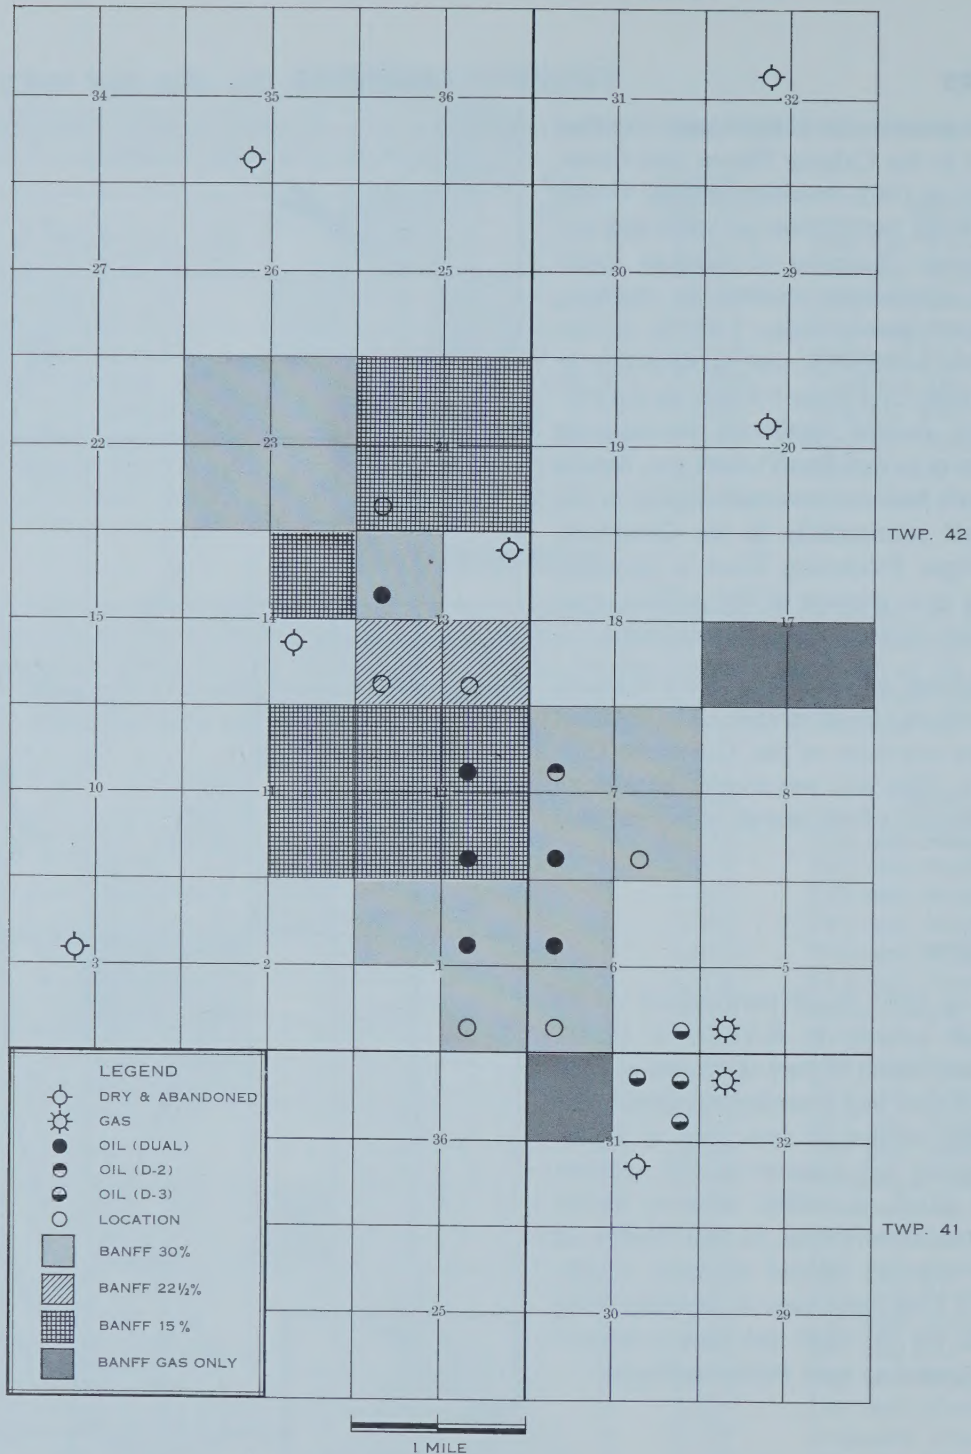 34 35 36 31 32
27 26 25 30 29
22 23 24 19 20
TWP. 42
15 14 13 18 17
10 11 12 7 8
3 2 1 6 5
36 31 32
TWP. 41
25 30 29
LEGEND
DRY & ABANDONED
GAS
OIL (DUAL)
OIL (D-2)
OIL (D-3)
LOCATION
BANFF 30%
BANFF 22½%
BANFF 15%
BANFF GAS ONLY
1 MILE